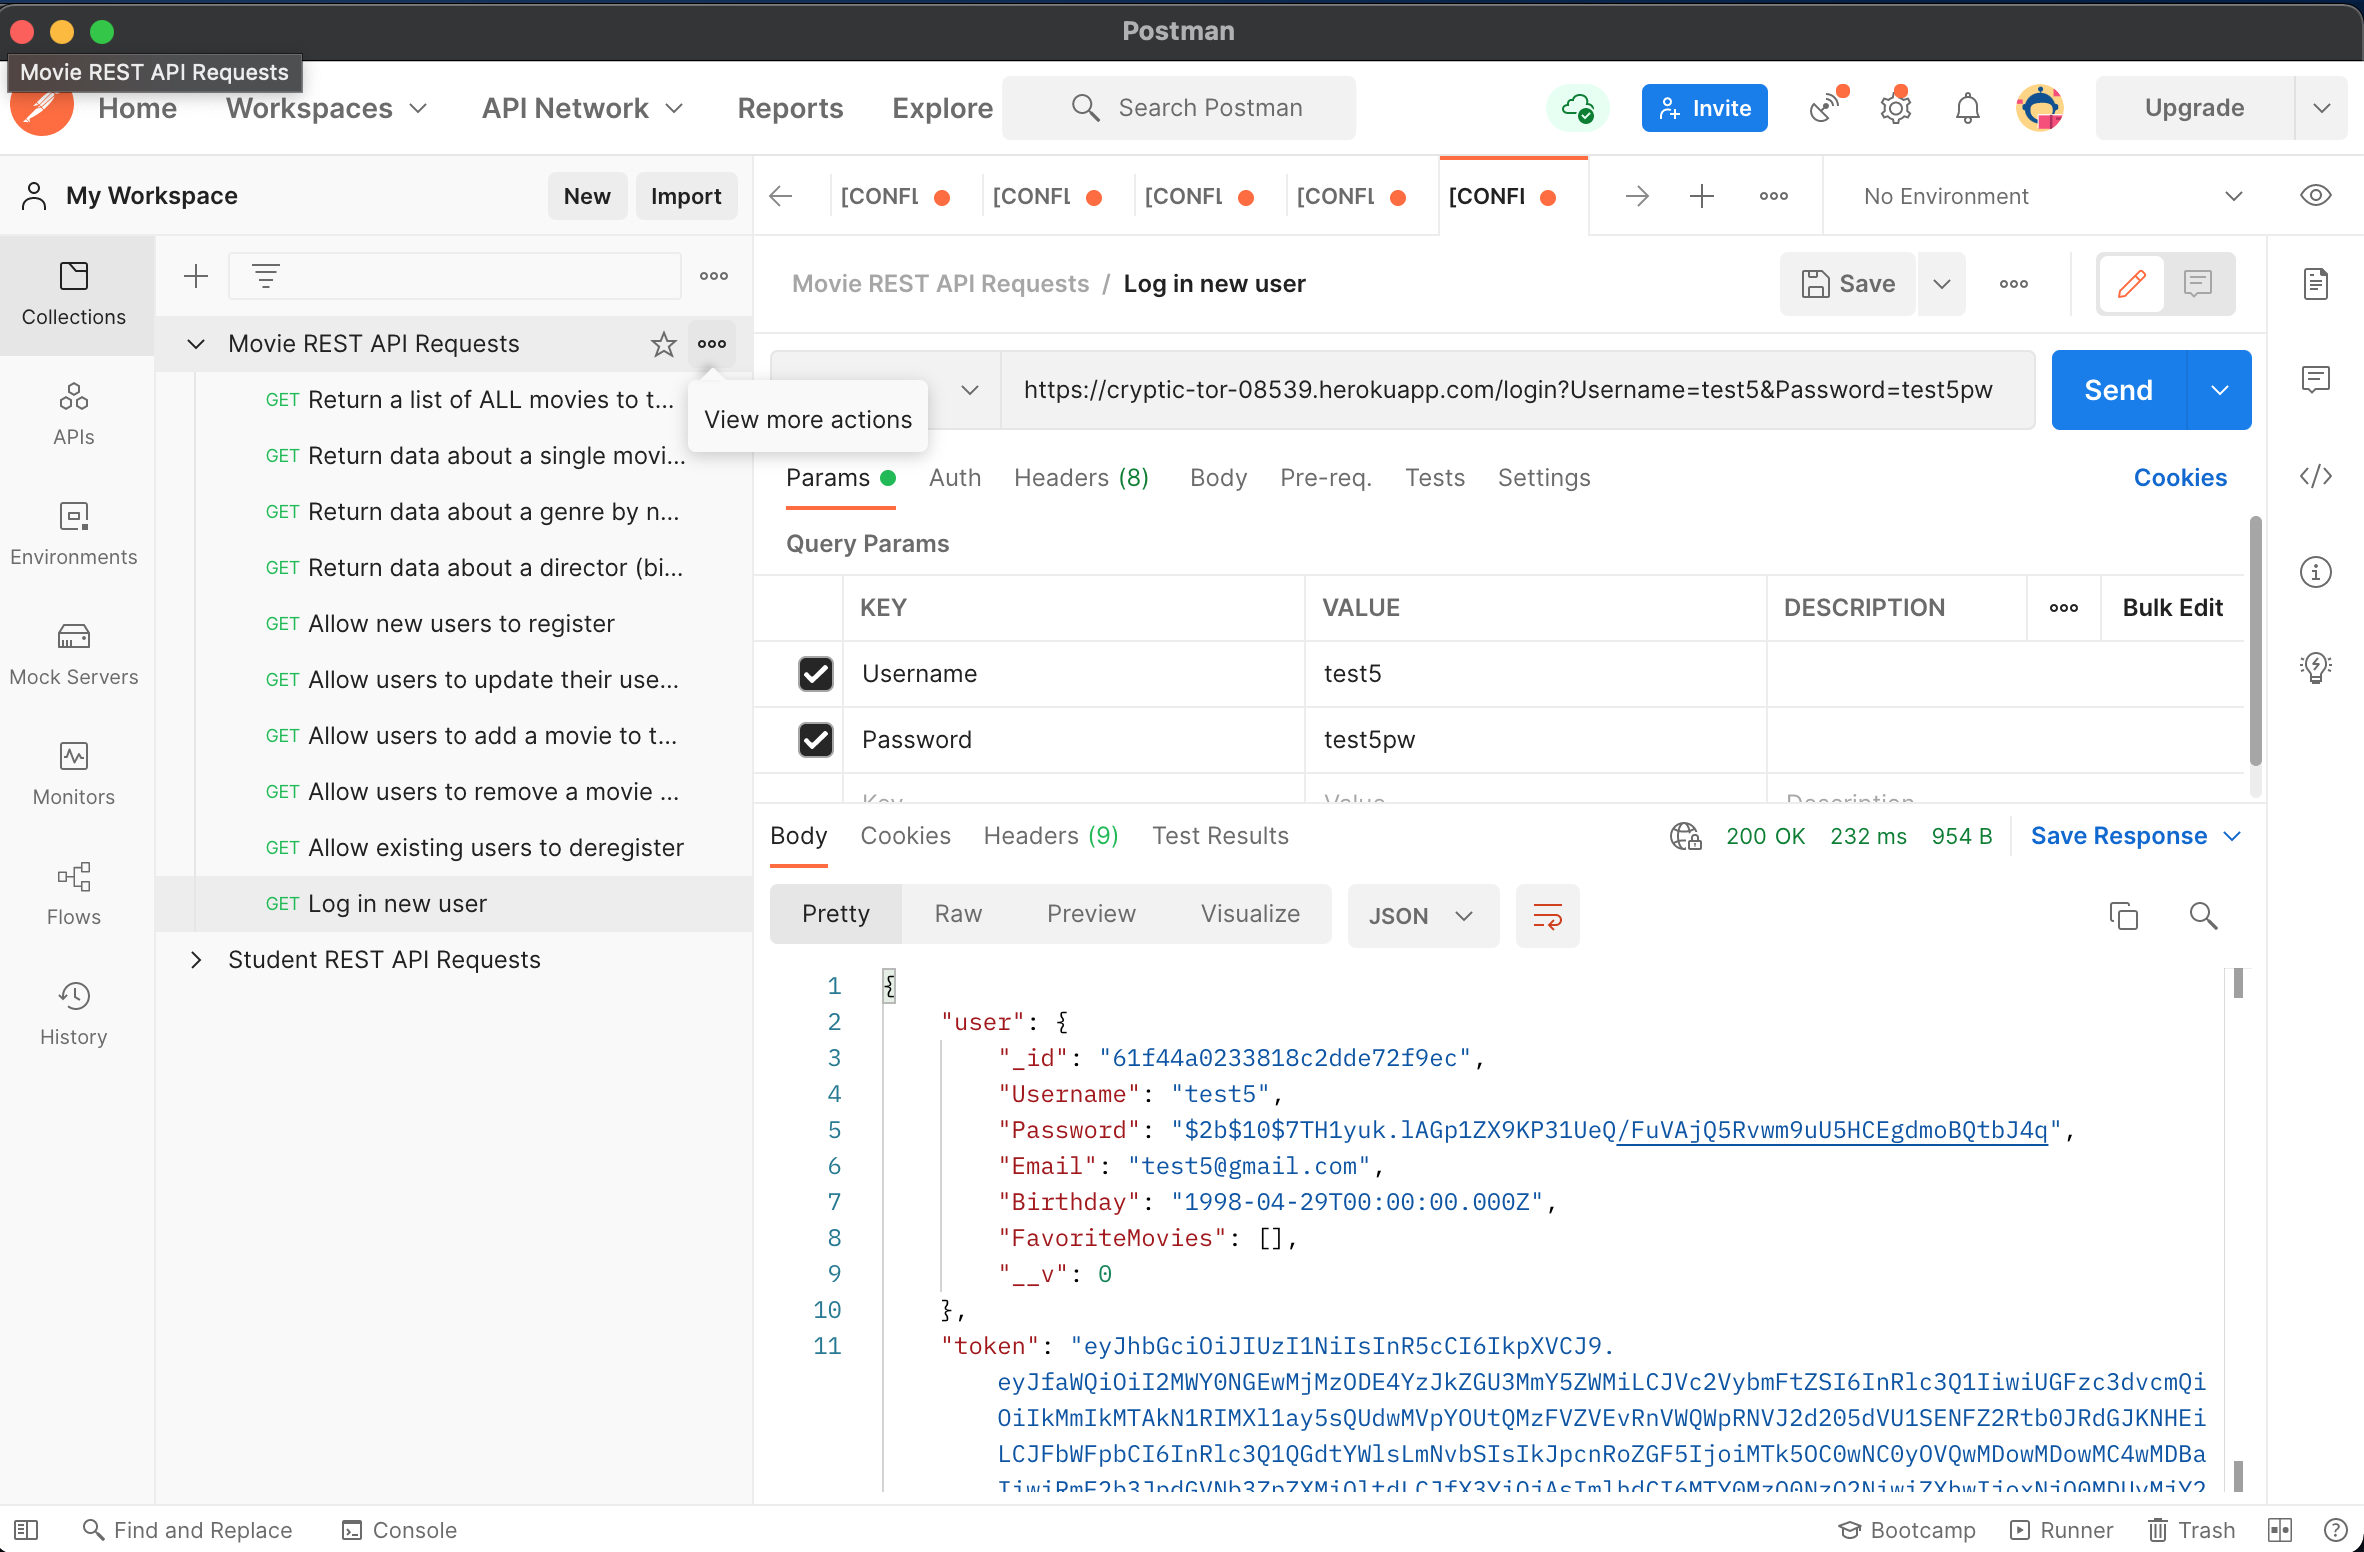 Postman
Movie REST API Requests
Home
Workspaces
API Network
Reports
Explore
Search Postman
Invite
Upgrade
My Workspace
New
Import
[CONFL
[CONFL
[CONFL
[CONFL
[CONFL
No Environment
Collections
APIs
Environments
Mock Servers
Monitors
Flows
History
Movie REST API Requests
GET Return a list of ALL movies to t...
GET Return data about a single movi...
GET Return data about a genre by n...
GET Return data about a director (bi...
GET Allow new users to register
GET Allow users to update their use...
GET Allow users to add a movie to t...
GET Allow users to remove a movie ...
GET Allow existing users to deregister
GET Log in new user
Student REST API Requests
View more actions
Movie REST API Requests / Log in new user
Save
https://cryptic-tor-08539.herokuapp.com/login?Username=test5&Password=test5pw
Send
Params
Auth
Headers (8)
Body
Pre-req.
Tests
Settings
Cookies
Query Params
KEY
VALUE
DESCRIPTION
Bulk Edit
Username
test5
Password
test5pw
Key
Value
Description
Body
Cookies
Headers (9)
Test Results
200 OK
232 ms
954 B
Save Response
Pretty
Raw
Preview
Visualize
JSON
1 {
2 "user": {
3 "_id": "61f44a0233818c2dde72f9ec",
4 "Username": "test5",
5 "Password": "$2b$10$7TH1yuk.lAGp1ZX9KP31UeQ/FuVAjQ5Rvwm9uU5HCEgdmoBQtbJ4q",
6 "Email": "test5@gmail.com",
7 "Birthday": "1998-04-29T00:00:00.000Z",
8 "FavoriteMovies": [],
9 "__v": 0
10 },
11 "token": "eyJhbGciOiJIUzI1NiIsInR5cCI6IkpXVCJ9.
eyJfaWQiOiI2MWY0NGEwMjMzODE4YzJkZGU3MmY5ZWMiLCJVc2VybmFtZSI6InRlc3Q1IiwiUGFzc3dvcmQi
OiIkMmIkMTAkN1RIMXl1ay5sQUdwMVpYOUtQMzFVZVEvRnVWQWpRNVJ2d205dVU1SENFZ2Rtb0JRdGJKNHEi
LCJFbWFpbCI6InRlc3Q1QGdtYWlsLmNvbSIsIkJpcnRoZGF5IjoiMTk5OC0wNC0yOVQwMDowMDowMC4wMDBa
Find and Replace
Console
Bootcamp
Runner
Trash